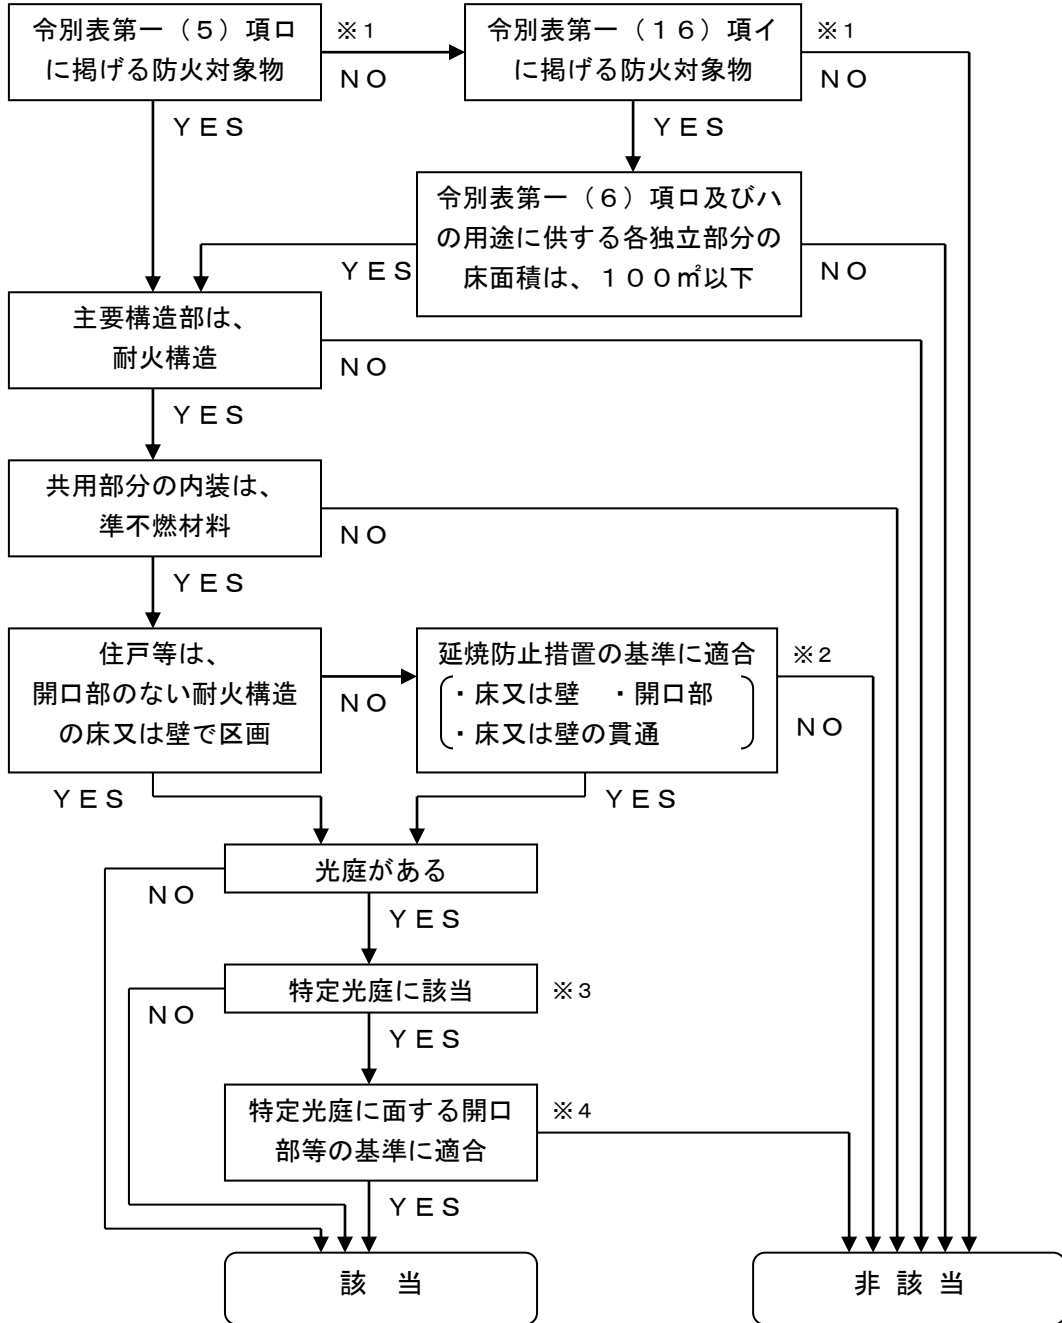 令別表第一（５）項ロ
に掲げる防火対象物
※1
ＮＯ
令別表第一（１６）項イ
に掲げる防火対象物
※1
ＮＯ
ＹＥＳ
ＹＥＳ
令別表第一（６）項ロ及びハ
の用途に供する各独立部分の
床面積は、１００㎡以下
ＹＥＳ
ＮＯ
主要構造部は、
耐火構造
ＮＯ
ＹＥＳ
共用部分の内装は、
準不燃材料
ＮＯ
ＹＥＳ
住戸等は、
開口部のない耐火構造
の床又は壁で区画
ＮＯ
延焼防止措置の基準に適合
・床又は壁　・開口部
・床又は壁の貫通
※2
ＮＯ
ＹＥＳ
ＹＥＳ
光庭がある
ＮＯ
ＹＥＳ
特定光庭に該当
※3
ＮＯ
ＹＥＳ
特定光庭に面する開口
部等の基準に適合
※4
ＹＥＳ
該　当
非 該 当